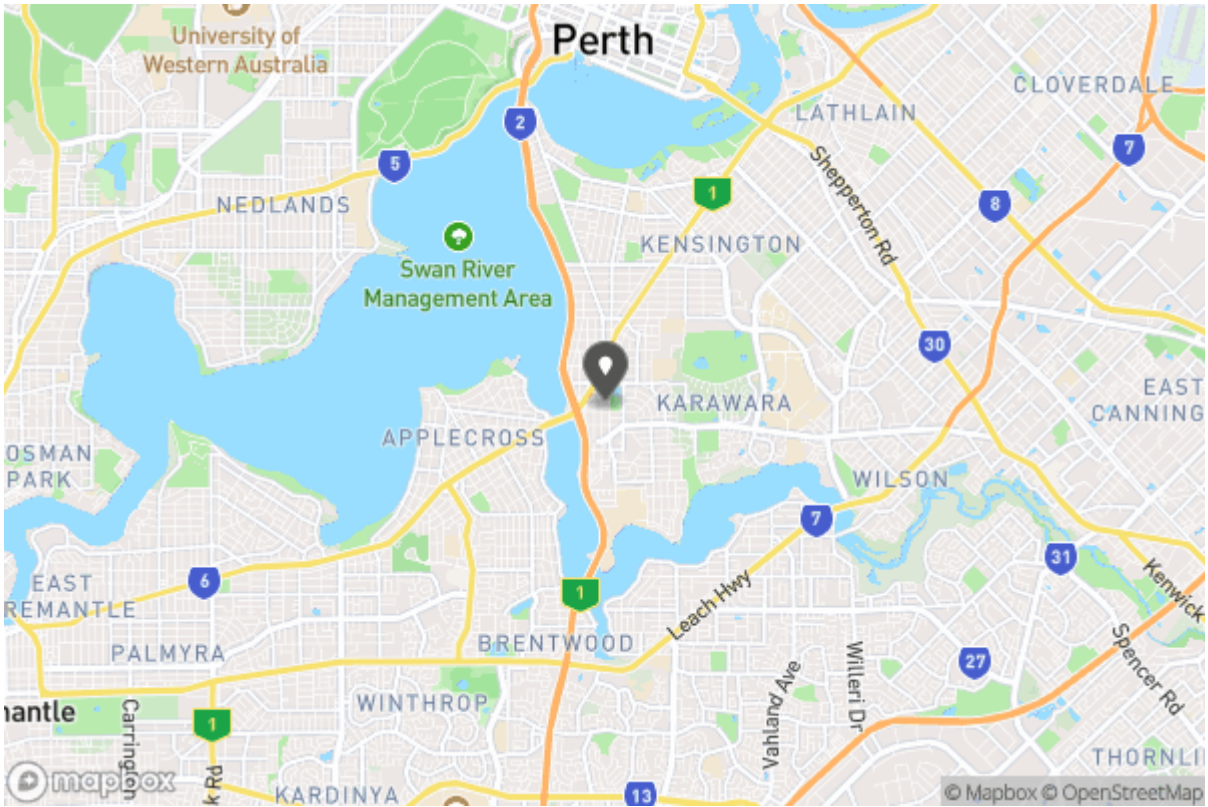 University of
Western Australia
Perth
CLOVERDALE
LATHLAIN
2
7
5
1
8
NEDLANDS
Shepperton Rd
KENSINGTON
Swan River
Management Area
30
EAST
CANNING
KARAWARA
APPLECROSS
OSMAN
PARK
WILSON
7
31
6
1
EAST
REMANTLE
Kenwick
Leach Hwy
BRENTWOOD
PALMYRA
27
Spencer Rd
Willeri Dr
Vahland Ave
WINTHROP
mantle
Carrington
1
k Rd
THORNLI
mapbox
KARDINYA
13
© Mapbox © OpenStreetMap